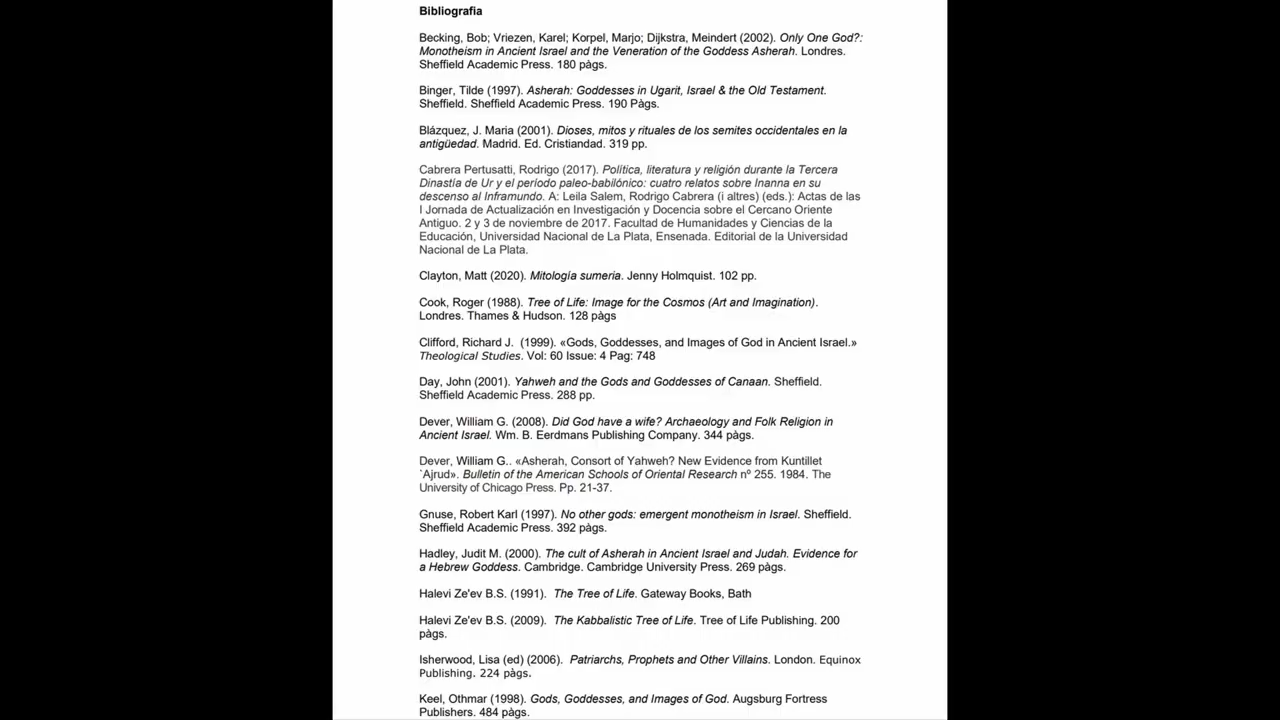 Bibliografia
Becking, Bob; Vriezen, Karel; Korpel, Marjo; Dijkstra, Meindert (2002). Only One God?:
Monotheism in Ancient Israel and the Veneration of the Goddess Asherah. Londres.
Sheffield Academic Press. 180 pàgs.
Binger, Tilde (1997). Asherah: Goddesses in Ugarit, Israel & the Old Testament.
Sheffield. Sheffield Academic Press. 190 Pàgs.
Blázquez, J. Maria (2001). Dioses, mitos y rituales de los semites occidentales en la
antigüedad. Madrid. Ed. Cristiandad. 319 pp.
Cabrera Pertusatti, Rodrigo (2017). Política, literatura y religión durante la Tercera
Dinastía de Ur y el período paleo-babilónico: cuatro relatos sobre Inanna en su
descenso al Inframundo. A: Leila Salem, Rodrigo Cabrera (i altres) (eds.): Actas de las
I Jornada de Actualización en Investigación y Docencia sobre el Cercano Oriente
Antiguo. 2 y 3 de noviembre de 2017. Facultad de Humanidades y Ciencias de la
Educación, Universidad Nacional de La Plata, Ensenada. Editorial de la Universidad
Nacional de La Plata.
Clayton, Matt (2020). Mitología sumeria. Jenny Holmquist. 102 pp.
Cook, Roger (1988). Tree of Life: Image for the Cosmos (Art and Imagination).
Londres. Thames & Hudson. 128 pàgs
Clifford, Richard J.  (1999). «Gods, Goddesses, and Images of God in Ancient Israel.»
Theological Studies. Vol: 60 Issue: 4 Pag: 748
Day, John (2001). Yahweh and the Gods and Goddesses of Canaan. Sheffield.
Sheffield Academic Press. 288 pp.
Dever, William G. (2008). Did God have a wife? Archaeology and Folk Religion in
Ancient Israel. Wm. B. Eerdmans Publishing Company. 344 pàgs.
Dever, William G.. «Asherah, Consort of Yahweh? New Evidence from Kuntillet
`Ajrud». Bulletin of the American Schools of Oriental Research nº 255. 1984. The
University of Chicago Press. Pp. 21-37.
Gnuse, Robert Karl (1997). No other gods: emergent monotheism in Israel. Sheffield.
Sheffield Academic Press. 392 pàgs.
Hadley, Judit M. (2000). The cult of Asherah in Ancient Israel and Judah. Evidence for
a Hebrew Goddess. Cambridge. Cambridge University Press. 269 pàgs.
Halevi Ze'ev B.S. (1991).  The Tree of Life. Gateway Books, Bath
Halevi Ze'ev B.S. (2009).  The Kabbalistic Tree of Life. Tree of Life Publishing. 200
pàgs.
Isherwood, Lisa (ed) (2006).  Patriarchs, Prophets and Other Villains. London. Equinox
Publishing. 224 pàgs.
Keel, Othmar (1998). Gods, Goddesses, and Images of God. Augsburg Fortress
Publishers. 484 pàgs.